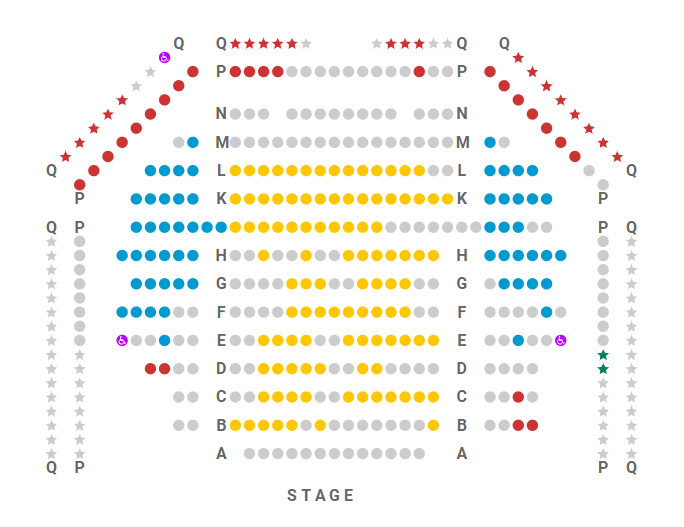 Q Q Q Q
P P
N N
M M
Q L L Q
P K K P
Q P P Q
H H
G G
F F
E E
D D
C C
B B
A A
Q P P Q
STAGE